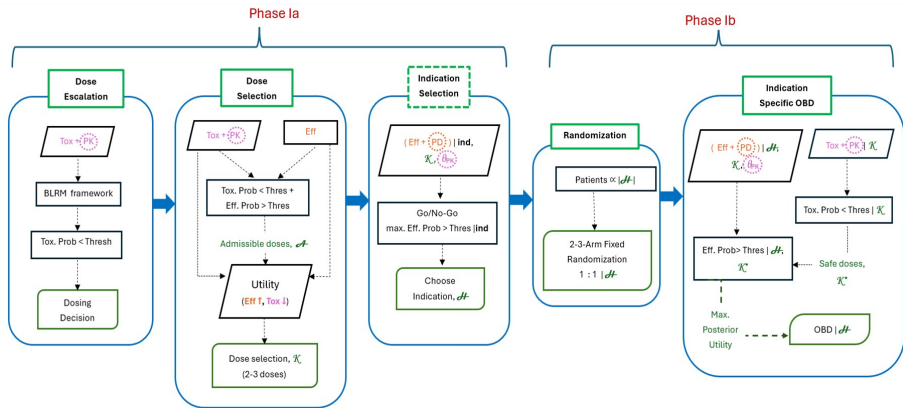 Phase Ia
Phase Ib
Dose
Escalation
Tox + PK
BLRM framework
Tox. Prob < Thresh
Dosing
Decision
Dose
Selection
Tox + PK
Eff
Tox. Prob < Thres +
Eff. Prob > Thres
Admissible doses, 𝒜
Utility
(Eff ↑, Tox ↓)
Dose selection, 𝒦
(2-3 doses)
Indication
Selection
( Eff + PD ) | ind,
𝒦, θPK
Go/No-Go
max. Eff. Prob > Thres |ind
Choose
Indication, ℋ
Randomization
Patients ∝ |ℋ|
2-3-Arm Fixed
Randomization
1 : 1 | ℋ
Indication
Specific OBD
( Eff + PD ) | ℋ,
𝒦, θPK
Tox + PK | 𝒦
Tox. Prob < Thres | 𝒦
Eff. Prob> Thres | ℋ,
𝒦*
Safe doses,
𝒦*
Max.
Posterior
Utility
OBD | ℋ